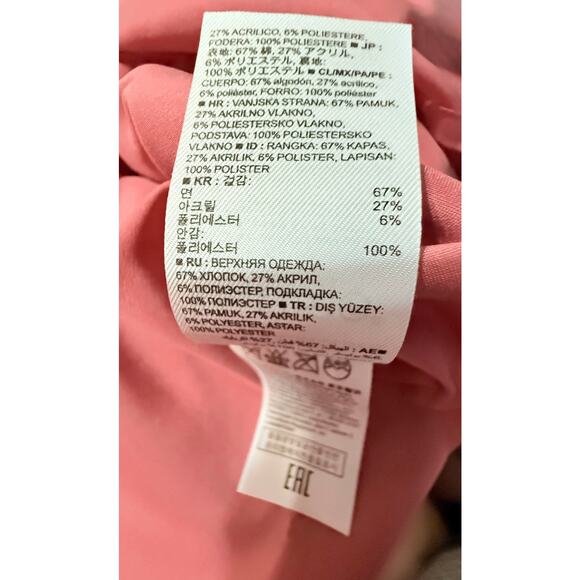 27% ACRILICO, 6% POLIESTERE,
FODERA: 100% POLIESTERE ■ JP :
表地: 67% 綿, 27% アクリル,
6% ポリエステル, 裏地:
100% ポリエステル ■ CL/MX/PA/PE :
CUERPO: 67% algodón, 27% acrílico,
6% poliéster, FORRO: 100% poliéster
■ HR : VANJSKA STRANA: 67% PAMUK,
27% AKRILNO VLAKNO,
6% POLIESTERSKO VLAKNO,
PODSTAVA: 100% POLIESTERSKO
VLAKNO ■ ID : RANGKA: 67% KAPAS,
27% AKRILIK, 6% POLISTER, LAPISAN:
100% POLISTER
■ KR : 겉감:
면 67%
아크릴 27%
폴리에스터 6%
안감:
폴리에스터 100%
■ RU : ВЕРХНЯЯ ОДЕЖДА:
67% ХЛОПОК, 27% АКРИЛ,
6% ПОЛИЭСТЕР, ПОДКЛАДКА:
100% ПОЛИЭСТЕР ■ TR : DIŞ YÜZEY:
67% PAMUK, 27% AKRILIK,
6% POLYESTER, ASTAR:
100% POLYESTER
■ AE : الهيكل: 67% قطن, 27%
EAC